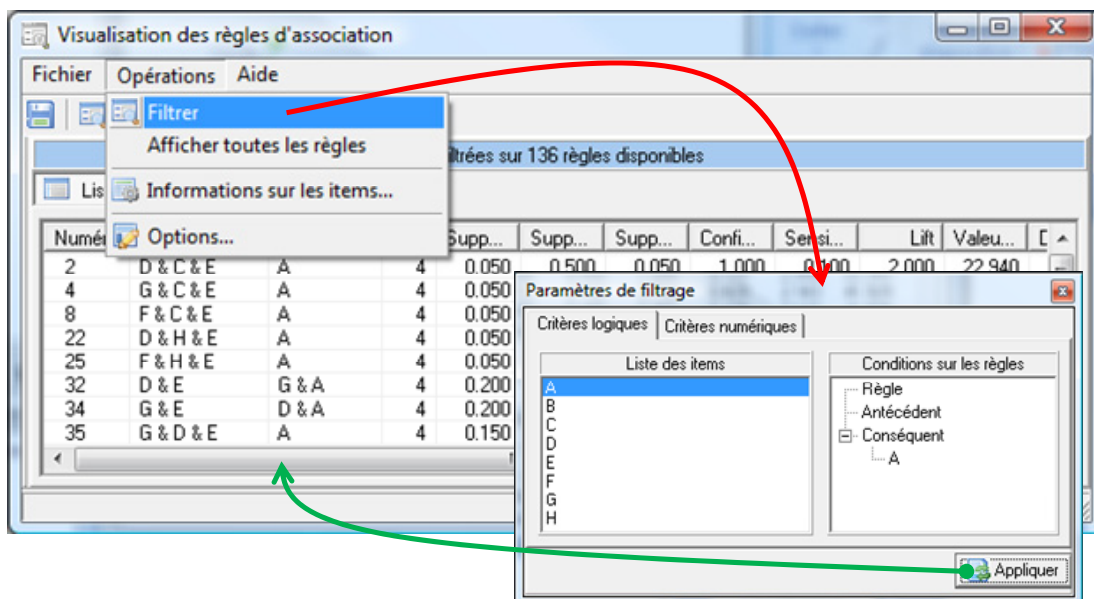 Visualisation des règles d'association
Fichier Opérations Aide
Filtrer
Afficher toutes les règles
Informations sur les items...
Options...
sur 136 règles disponibles
Supp... Supp... Supp... Confi... Sensi... Lift Valeu...
2 D & C & E A 4 0.050 0.500 0.050 1.000 0.100 2.000 22.940
4 G & C & E A 4 0.050
8 F & C & E A 4 0.050
22 D & H & E A 4 0.050
25 F & H & E A 4 0.050
32 D & E G & A 4 0.200
34 G & E D & A 4 0.200
35 G & D & E A 4 0.150
Paramètres de filtrage
Critères logiques Critères numériques
Liste des items Conditions sur les règles
A
B
C
D
E
F
G
H
Règle
Antécédent
Conséquent
A
Appliquer